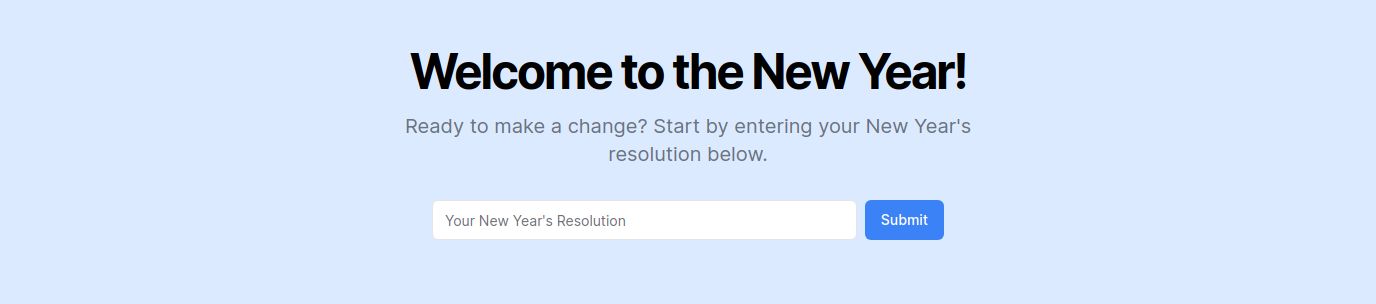 Welcome to the New Year!
Ready to make a change? Start by entering your New Year's
resolution below.
Your New Year's Resolution
Submit